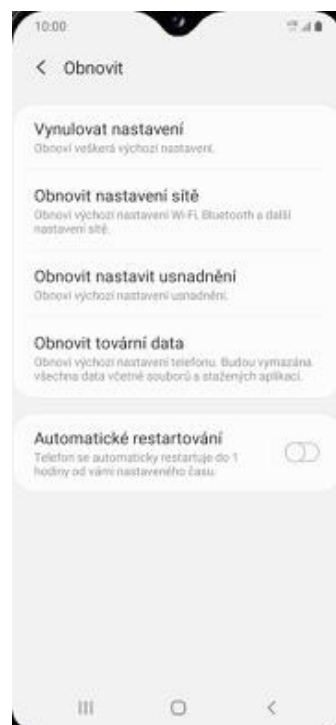 10:00
Obnovit
Vynulovat nastavení
Obnoví veškerá výchozí nastavení.
Obnovit nastavení sítě
Obnoví výchozí nastavení Wi-Fi, Bluetooth a další
nastavení sítě.
Obnovit nastavit usnadnění
Obnoví výchozí nastavení usnadnění.
Obnovit tovární data
Obnoví výchozí nastavení telefonu. Budou vymazána
všechna data včetně souborů a stažených aplikací.
Automatické restartování
Telefon se automaticky restartuje do 1
hodiny od vámi nastaveného času.